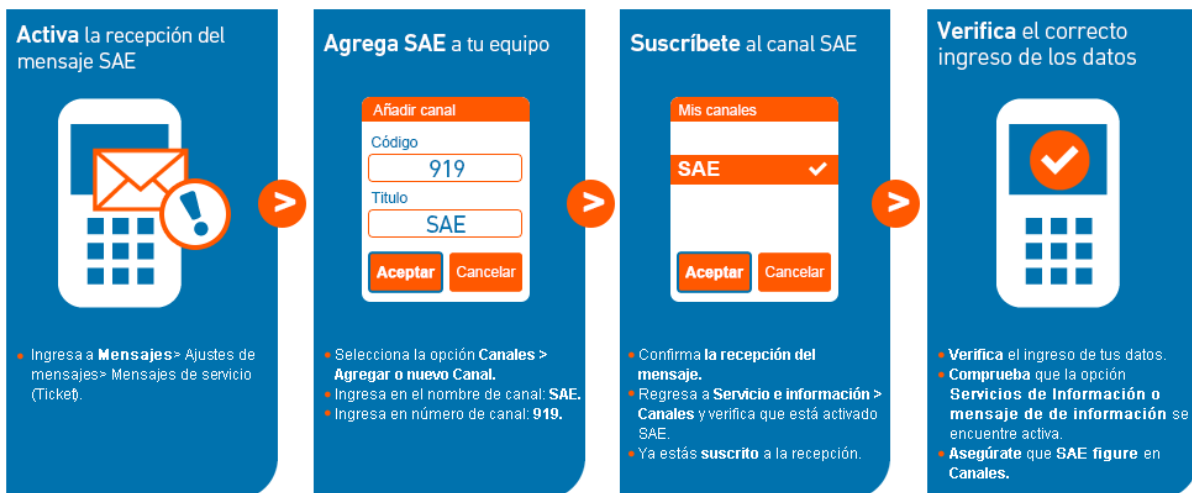 Activa la recepción del
mensaje SAE
Ingresa a Mensajes> Ajustes de
mensajes> Mensajes de servicio
(Ticket).
>
Agrega SAE a tu equipo
Añadir canal
Código
919
Titulo
SAE
Aceptar Cancelar
Selecciona la opción Canales >
Agregar o nuevo Canal.
Ingresa en el nombre de canal: SAE.
Ingresa en número de canal: 919.
>
Suscríbete al canal SAE
Mis canales
SAE
Aceptar Cancelar
Confirma la recepción del
mensaje.
Regresa a Servicio e información >
Canales y verifica que está activado
SAE.
Ya estás suscrito a la recepción.
>
Verifica el correcto
ingreso de los datos
Verifica el ingreso de tus datos.
Comprueba que la opción
Servicios de Información o
mensaje de de información se
encuentre activa.
Asegúrate que SAE figure en
Canales.